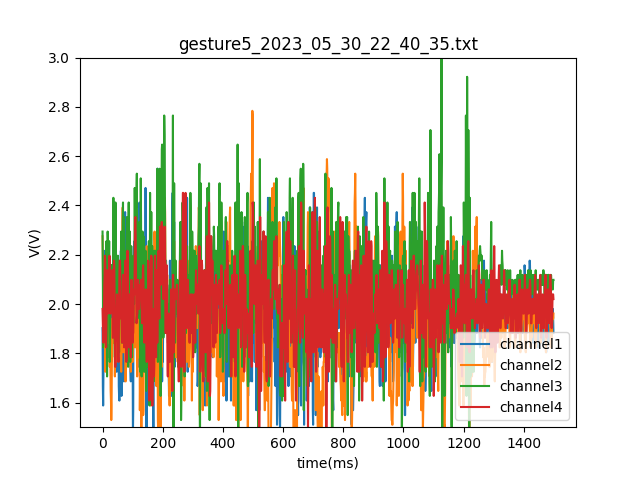 gesture5_2023_05_30_22_40_35.txt
3.0
2.8
2.6
2.4
2.2
2.0
1.8
1.6
V(V)
channel1
channel2
channel3
channel4
0 200 400 600 800 1000 1200 1400
time(ms)